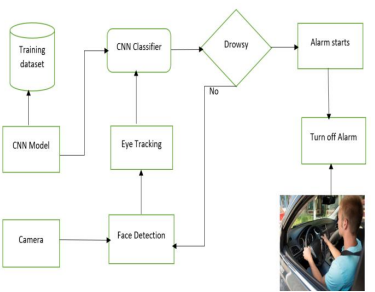 Training
dataset
CNN Classifier
Drowsy
Alarm starts
No
CNN Model
Eye Tracking
Turn off Alarm
Camera
Face Detection